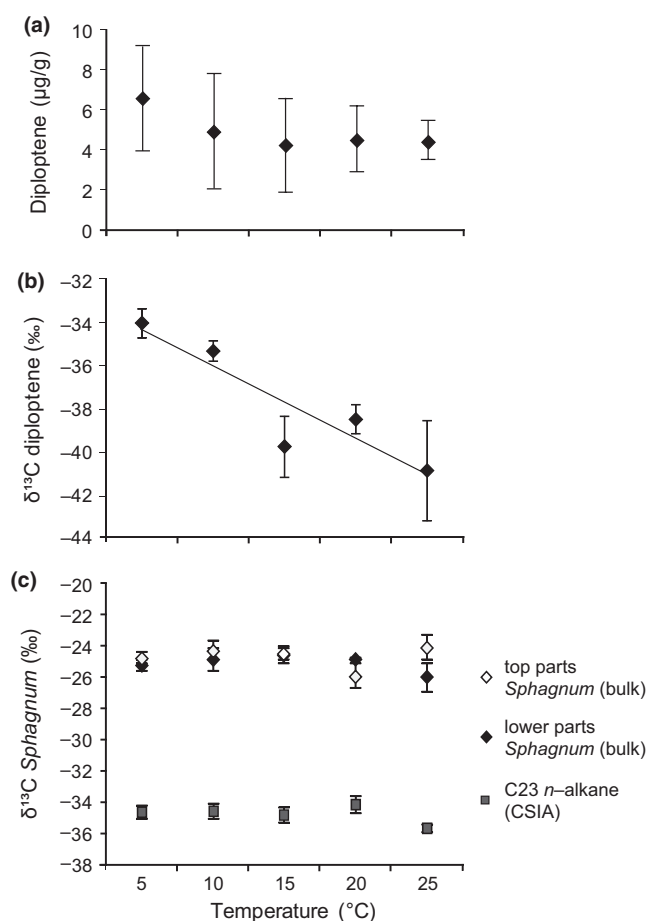 (a)
10
8
6
4
2
0
Diploptene (µg/g)
(b)
–32
–34
–36
–38
–40
–42
–44
δ¹³C diploptene (‰)
(c)
–20
–22
–24
–26
–28
–30
–32
–34
–36
–38
δ¹³C Sphagnum (‰)
5 10 15 20 25
Temperature (°C)
top parts
Sphagnum (bulk)
lower parts
Sphagnum (bulk)
C23 n–alkane
(CSIA)